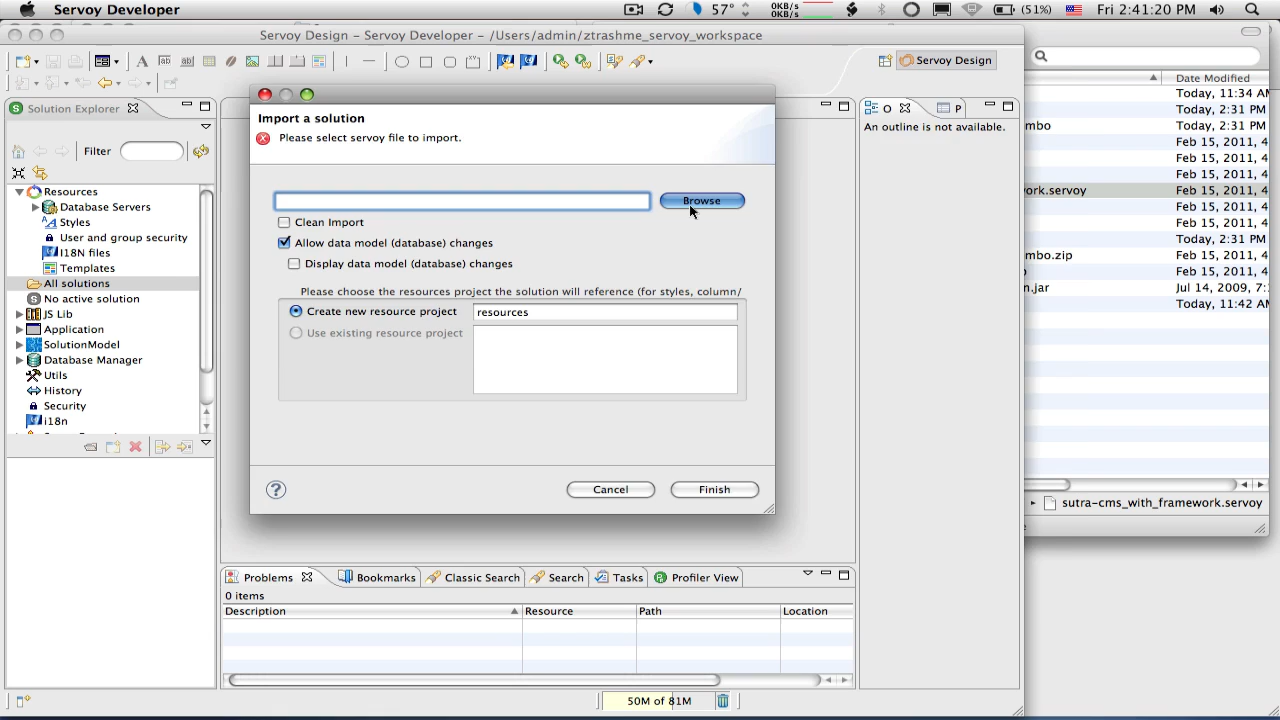 Servoy Developer
57°
0KB/s
0KB/s
(51%)
Fri 2:41:20 PM
Servoy Design – Servoy Developer – /Users/admin/ztrashme_servoy_workspace
Servoy Design
Solution Explorer
Filter
Resources
Database Servers
Styles
User and group security
I18N files
Templates
All solutions
No active solution
JS Lib
Application
SolutionModel
Database Manager
Utils
History
Security
i18n
Import a solution
Please select servoy file to import.
Browse
Clean Import
Allow data model (database) changes
Display data model (database) changes
Please choose the resources project the solution will reference (for styles, column/
Create new resource project
resources
Use existing resource project
Cancel
Finish
O
P
An outline is not available.
Date Modified
Today, 11:34 AM
Today, 2:31 PM
mbo
Today, 2:31 PM
Feb 15, 2011, 4
Feb 15, 2011, 4
Feb 15, 2011, 4
ork.servoy
Feb 15, 2011, 4
Feb 15, 2011, 4
Feb 15, 2011, 4
Today, 2:31 PM
mbo.zip
Feb 15, 2011, 4
Feb 15, 2011, 4
n.jar
Jul 14, 2009, 7:
Today, 11:42 AM
sutra-cms_with_framework.servoy
Problems
Bookmarks
Classic Search
Search
Tasks
Profiler View
0 items
Description
Resource
Path
Location
50M of 81M